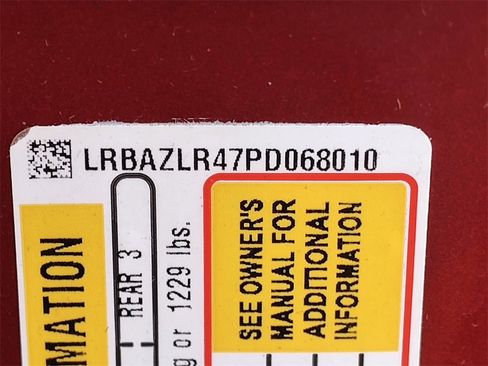 LRBAZLR47PD068010
MATION
REAR 3
g or 1229 lbs.
SEE OWNER'S
MANUAL FOR
ADDITIONAL
INFORMATION